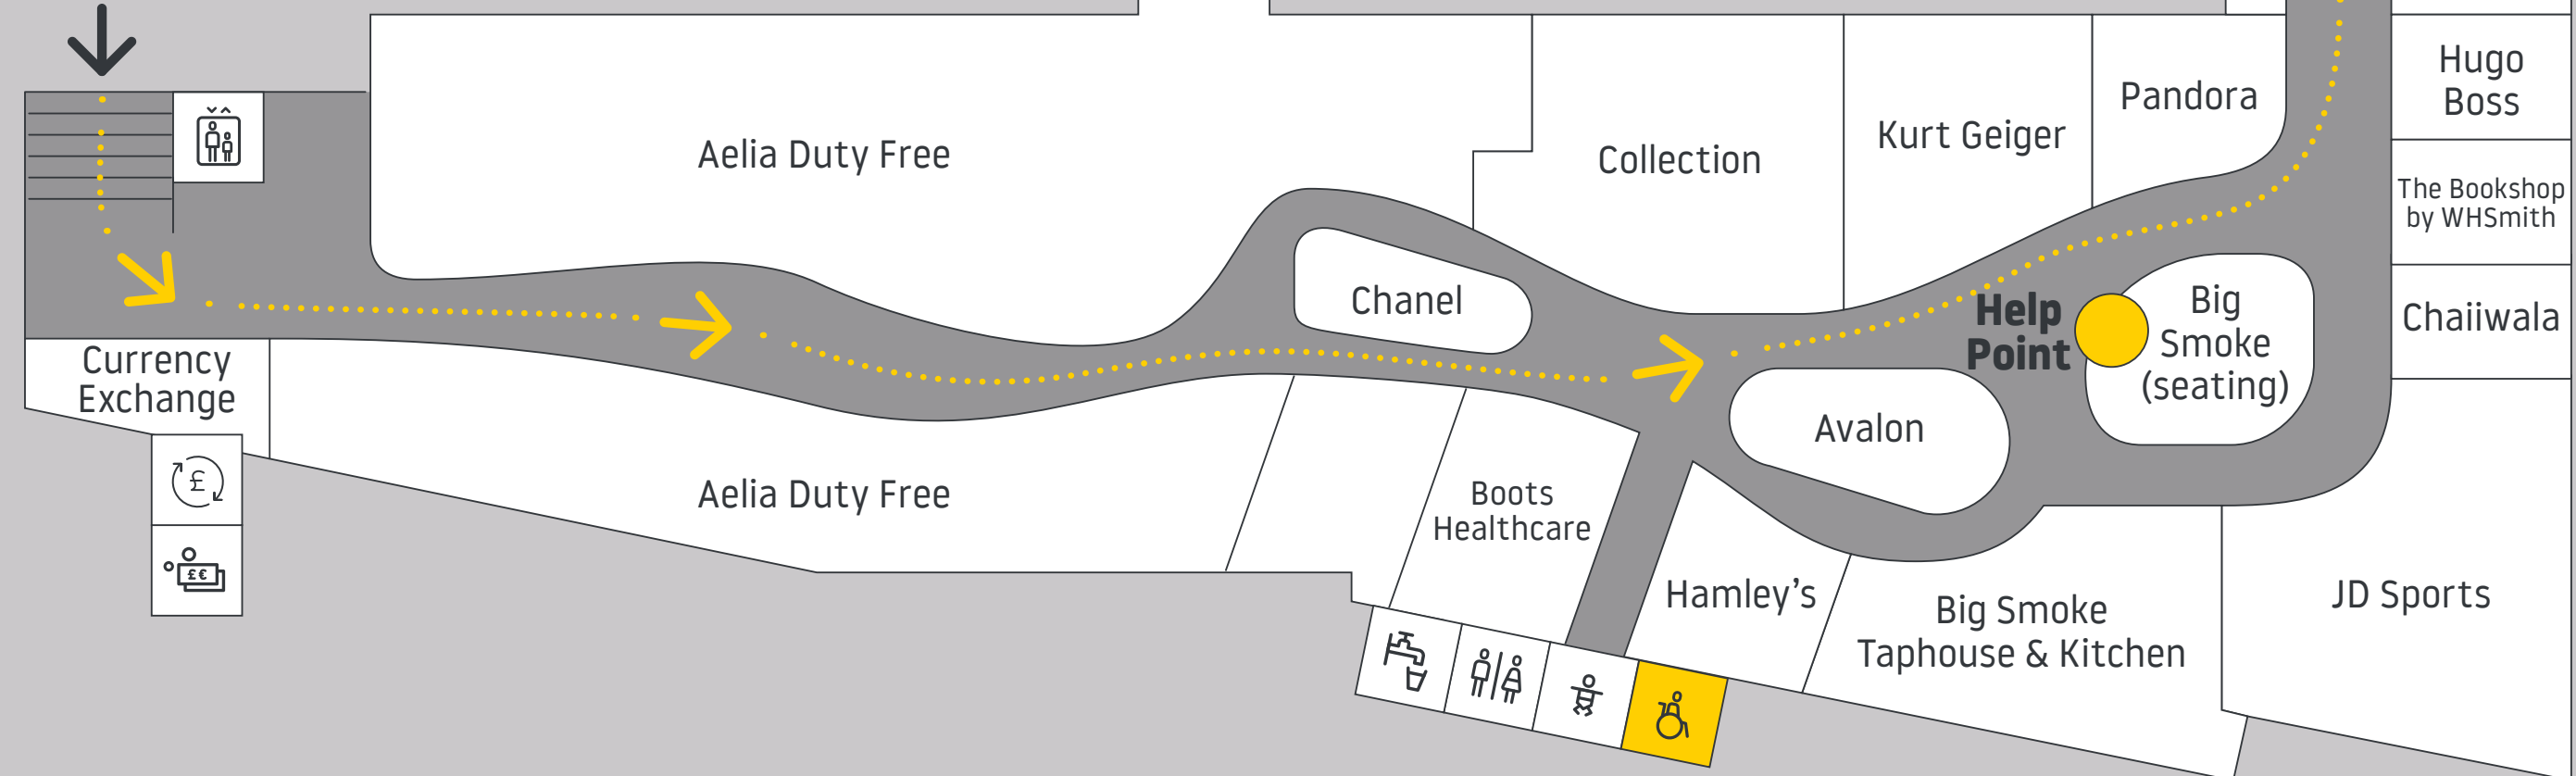 Aelia Duty Free
Collection
Kurt Geiger
Pandora
Hugo
Boss
The Bookshop
by WHSmith
Chaiiwala
Chanel
Help
Point
Big
Smoke
(seating)
Avalon
Currency
Exchange
£
£€
Aelia Duty Free
Boots
Healthcare
Hamley’s
Big Smoke
Taphouse & Kitchen
JD Sports